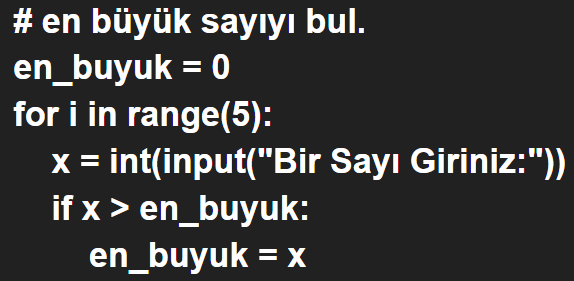 # en büyük sayıyı bul.
en_buyuk = 0
for i in range(5):
    x = int(input("Bir Sayı Giriniz:"))
    if x > en_buyuk:
        en_buyuk = x